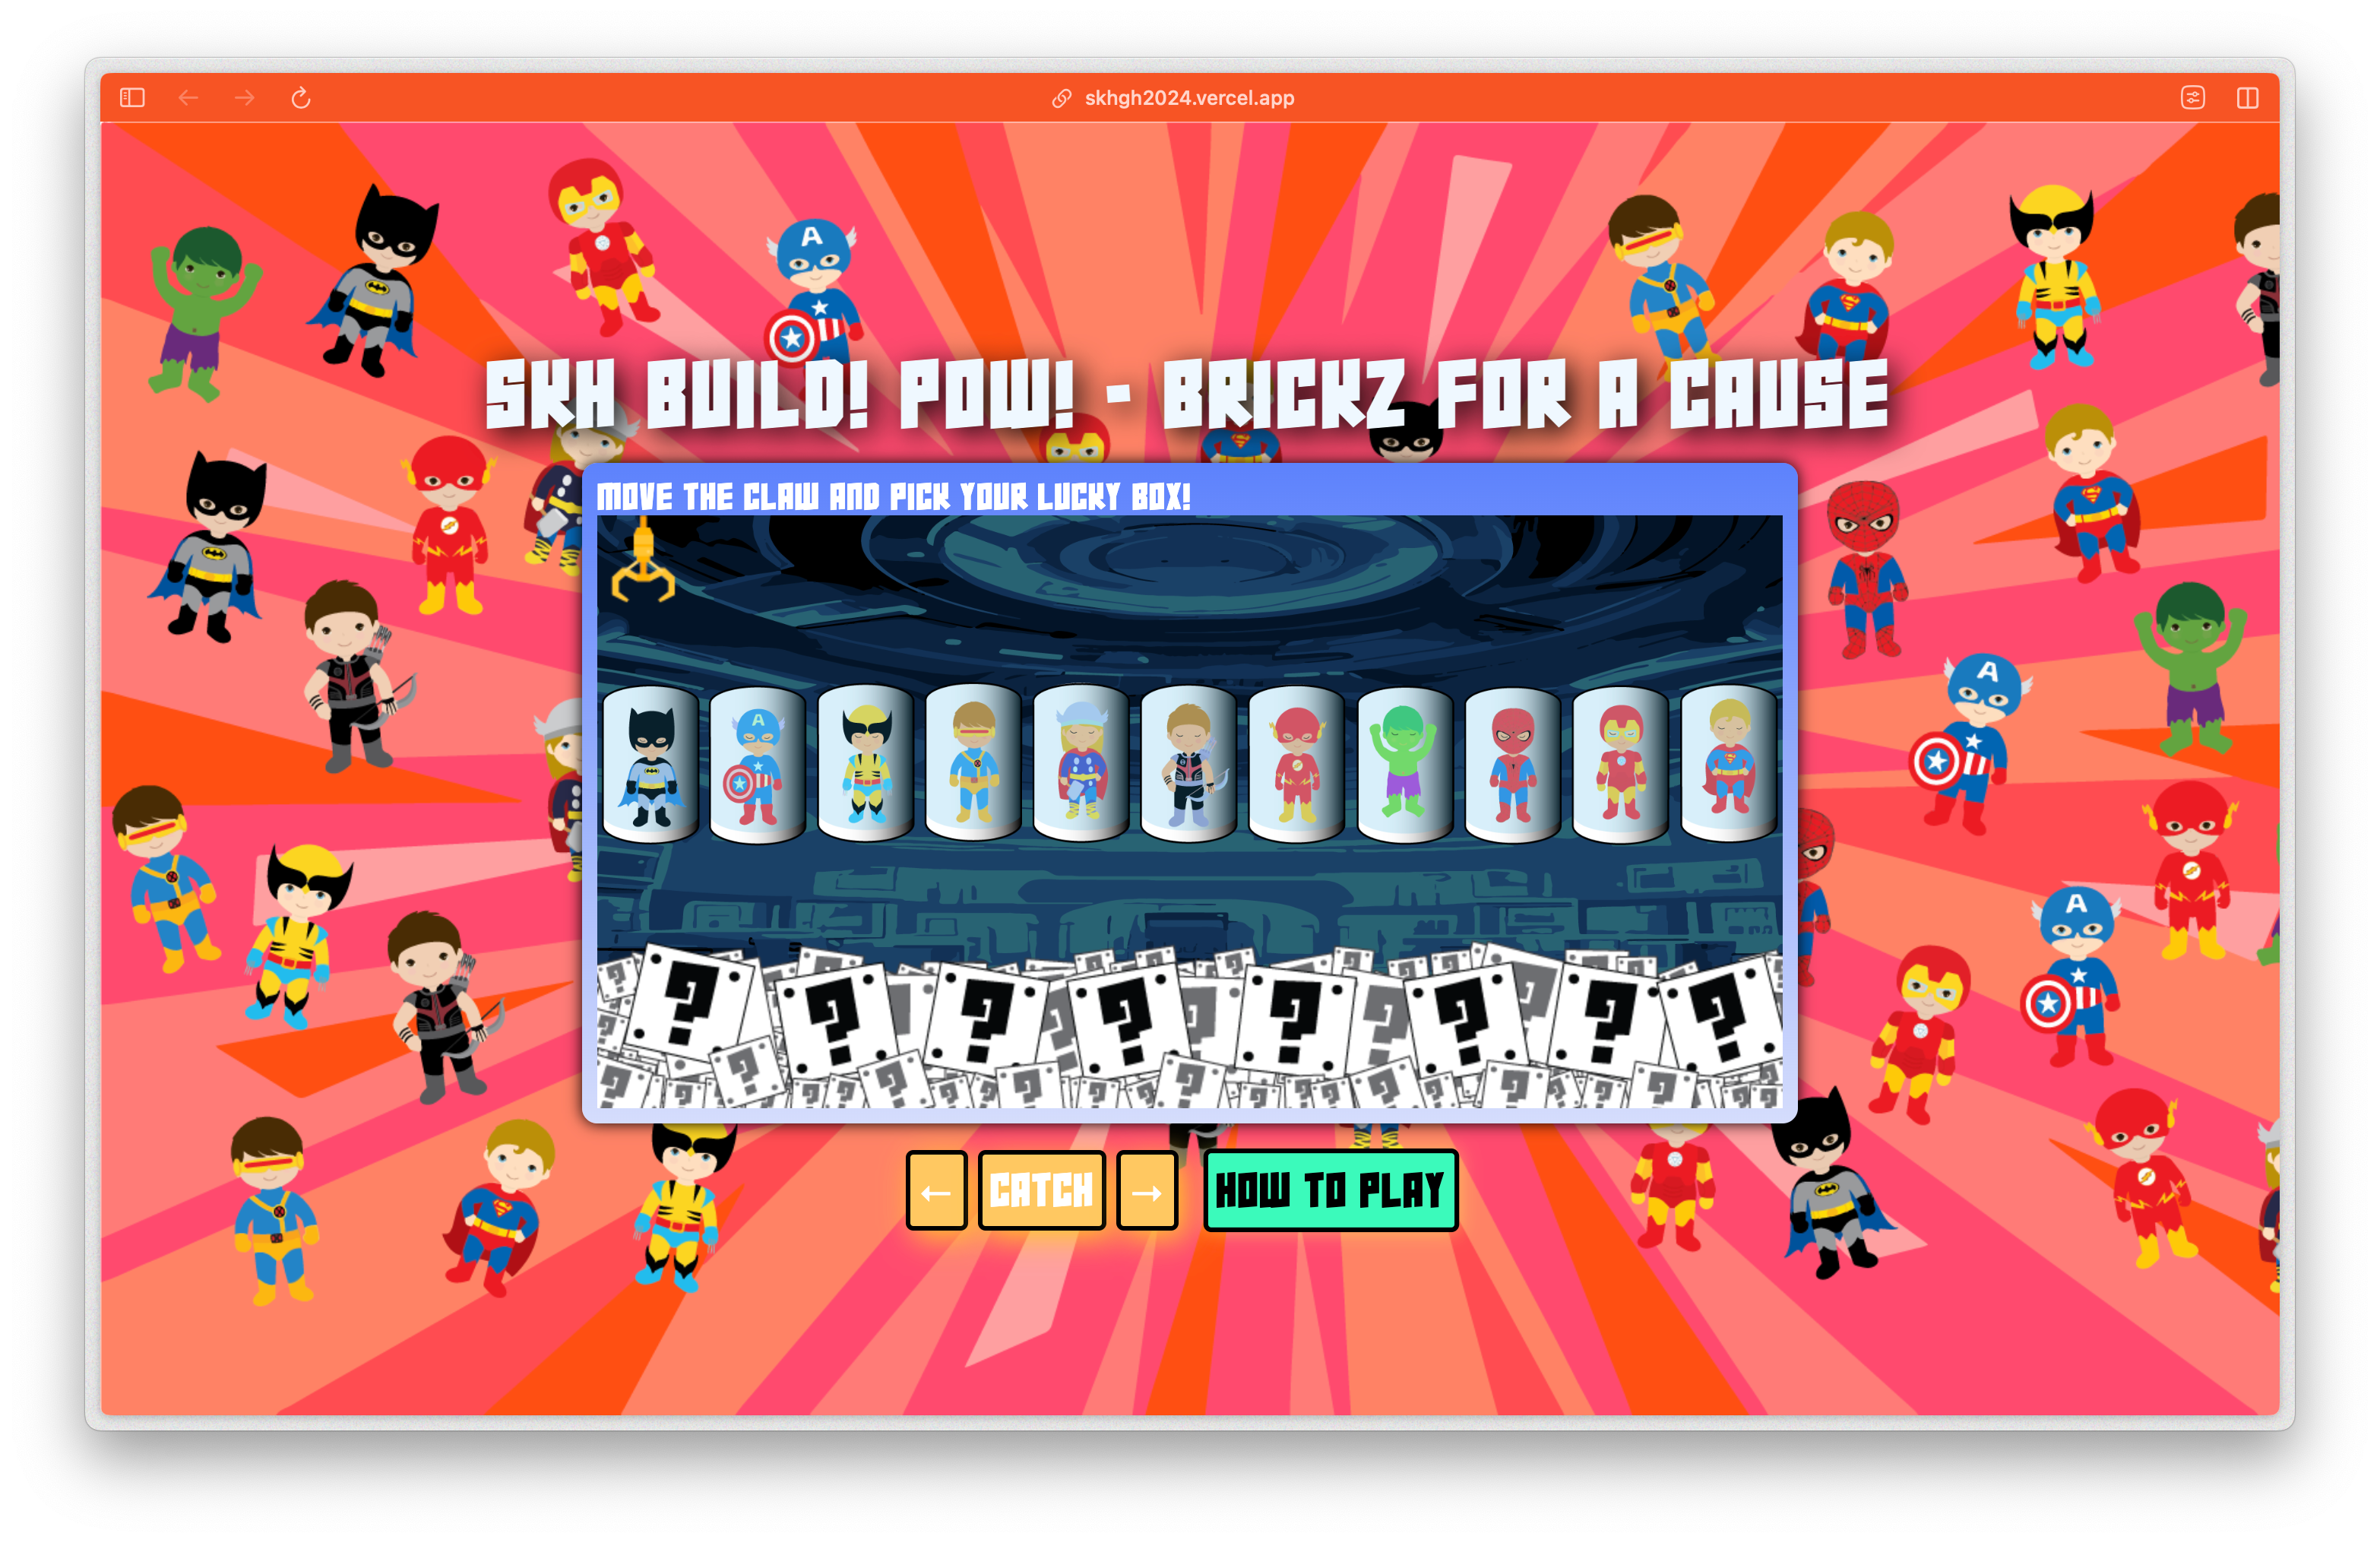 skhgh2024.vercel.app
SKH BUILD! POW! - BRICKZ FOR A CAUSE
MOVE THE CLAW AND PICK YOUR LUCKY BOX!
? ? ? ? ? ? ? ?
← CATCH → HOW TO PLAY